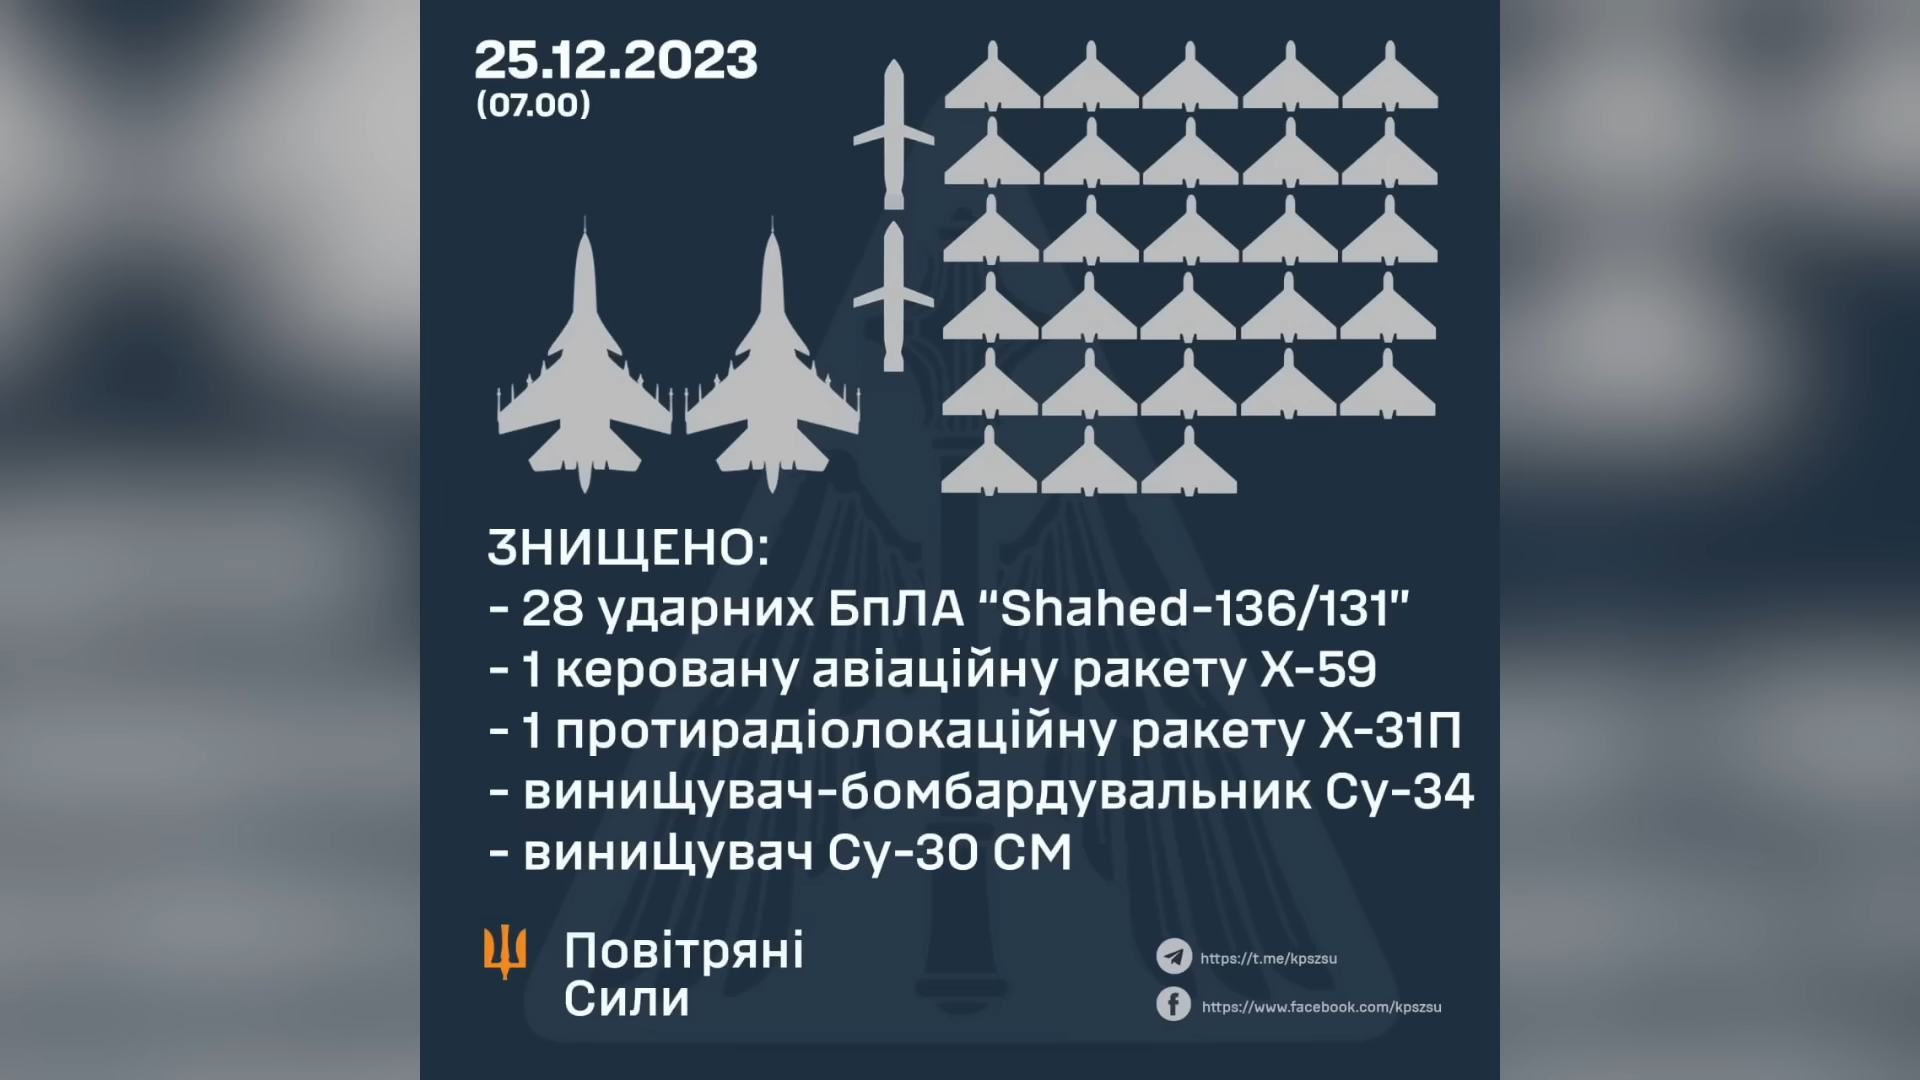 25.12.2023
(07.00)
ЗНИЩЕНО:
- 28 ударних БпЛА “Shahed-136/131”
- 1 керовану авіаційну ракету Х-59
- 1 протирадіолокаційну ракету Х-31П
- винищувач-бомбардувальник Су-34
- винищувач Су-30 СМ
Повітряні
Сили
https://t.me/kpszsu
https://www.facebook.com/kpszsu